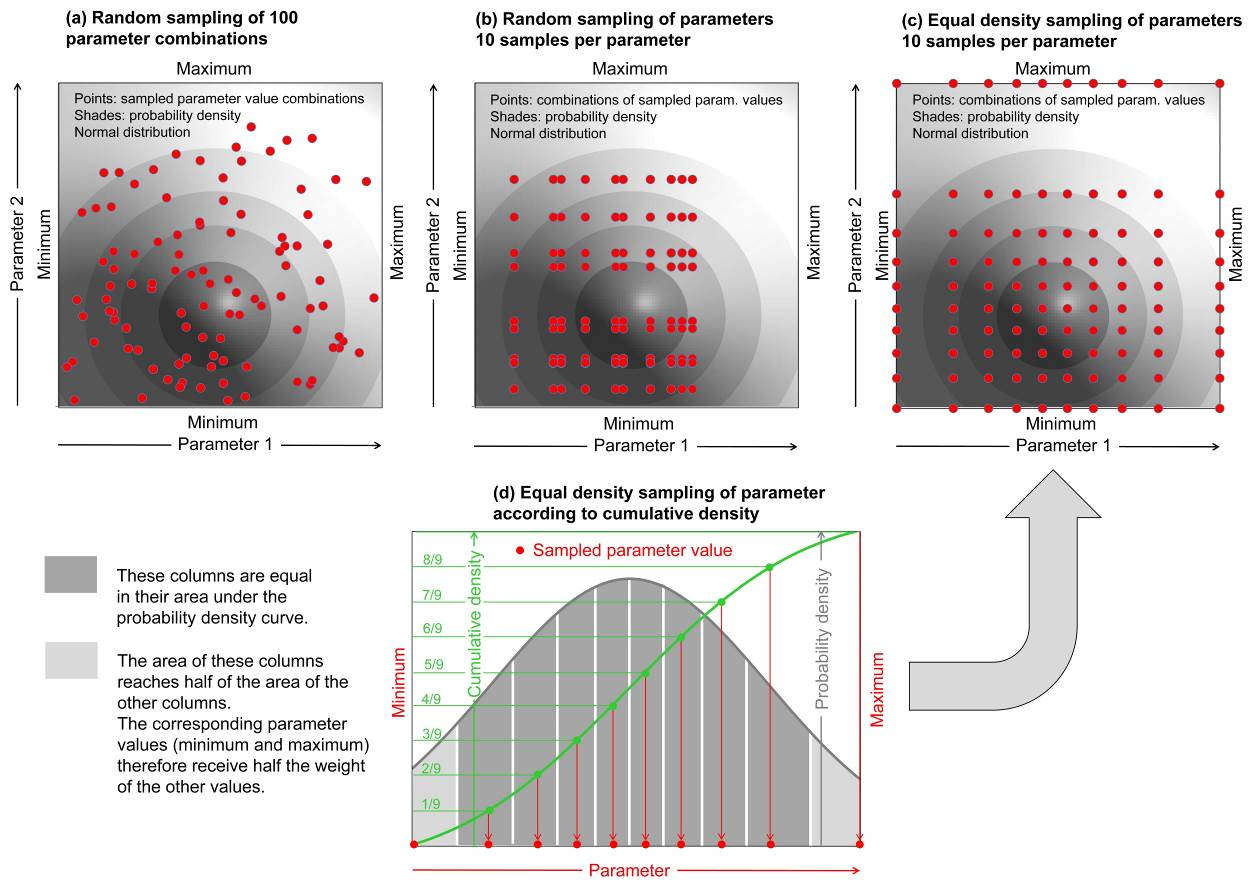 (a) Random sampling of 100
parameter combinations
Maximum
Points: sampled parameter value combinations
Shades: probability density
Normal distribution
Parameter 2
Minimum
Maximum
Minimum
Parameter 1
(b) Random sampling of parameters
10 samples per parameter
Maximum
Points: combinations of sampled param. values
Shades: probability density
Normal distribution
Parameter 2
Minimum
Maximum
Minimum
Parameter 1
(c) Equal density sampling of parameters
10 samples per parameter
Maximum
Points: combinations of sampled param. values
Shades: probability density
Normal distribution
Parameter 2
Minimum
Maximum
Minimum
Parameter 1
(d) Equal density sampling of parameter
according to cumulative density
Sampled parameter value
8/9
7/9
6/9
5/9
4/9
3/9
2/9
1/9
Cumulative density
Probability density
Minimum
Maximum
Parameter
These columns are equal
in their area under the
probability density curve.
The area of these columns
reaches half of the area of the
other columns.
The corresponding parameter
values (minimum and maximum)
therefore receive half the weight
of the other values.